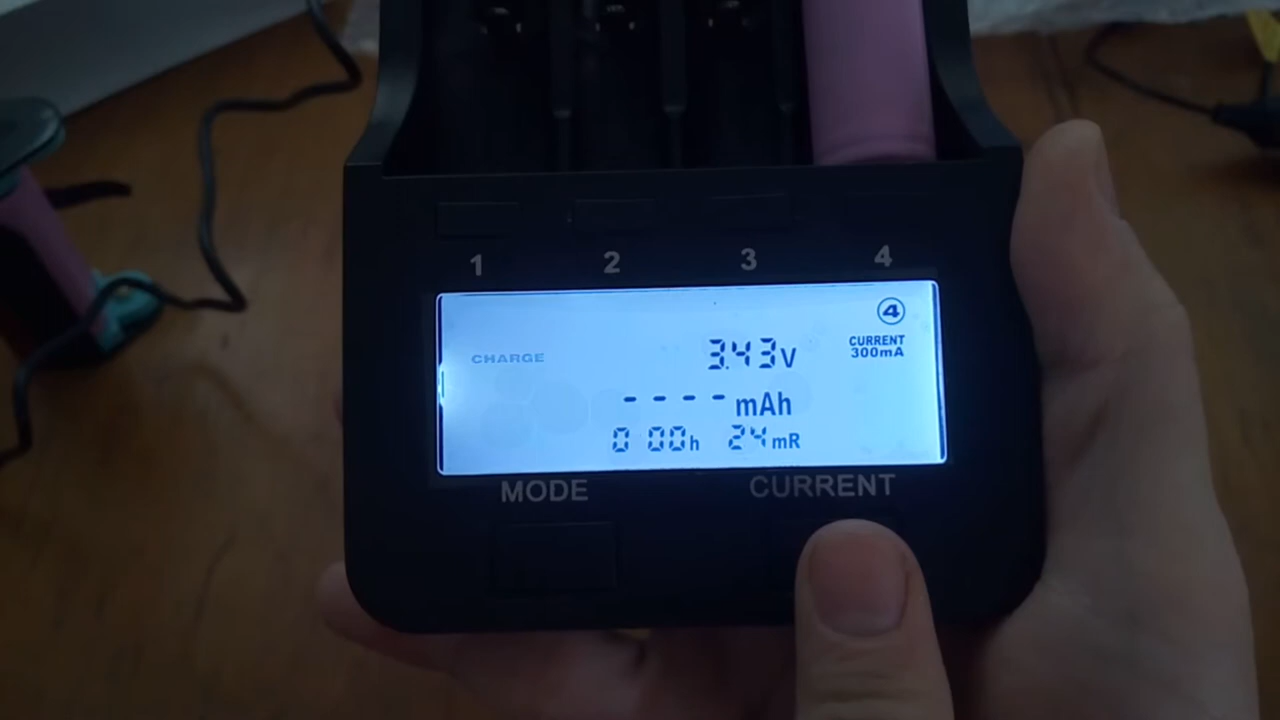 1 2 3 4
④
CHARGE 3.43V CURRENT 300mA
- - - - mAh
0 00h 24mR
MODE CURRENT